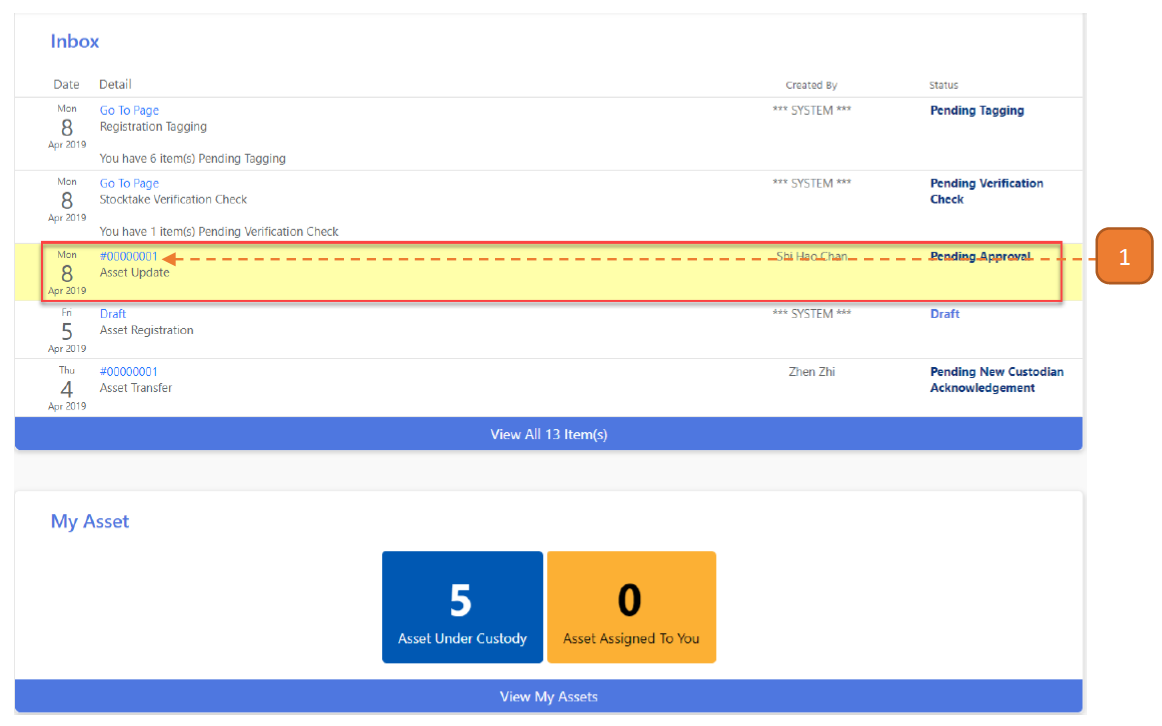 Inbox
Date Detail Created By Status
Mon
8
Apr 2019
Go To Page
Registration Tagging
You have 6 item(s) Pending Tagging
*** SYSTEM ***
Pending Tagging
Mon
8
Apr 2019
Go To Page
Stocktake Verification Check
You have 1 item(s) Pending Verification Check
*** SYSTEM ***
Pending Verification
Check
Mon
8
Apr 2019
#00000001
Asset Update
Shi Hao Chan
Pending Approval
1
Fri
5
Apr 2019
Draft
Asset Registration
*** SYSTEM ***
Draft
Thu
4
Apr 2019
#00000001
Asset Transfer
Zhen Zhi
Pending New Custodian
Acknowledgement
View All 13 Item(s)
My Asset
5
Asset Under Custody
0
Asset Assigned To You
View My Assets